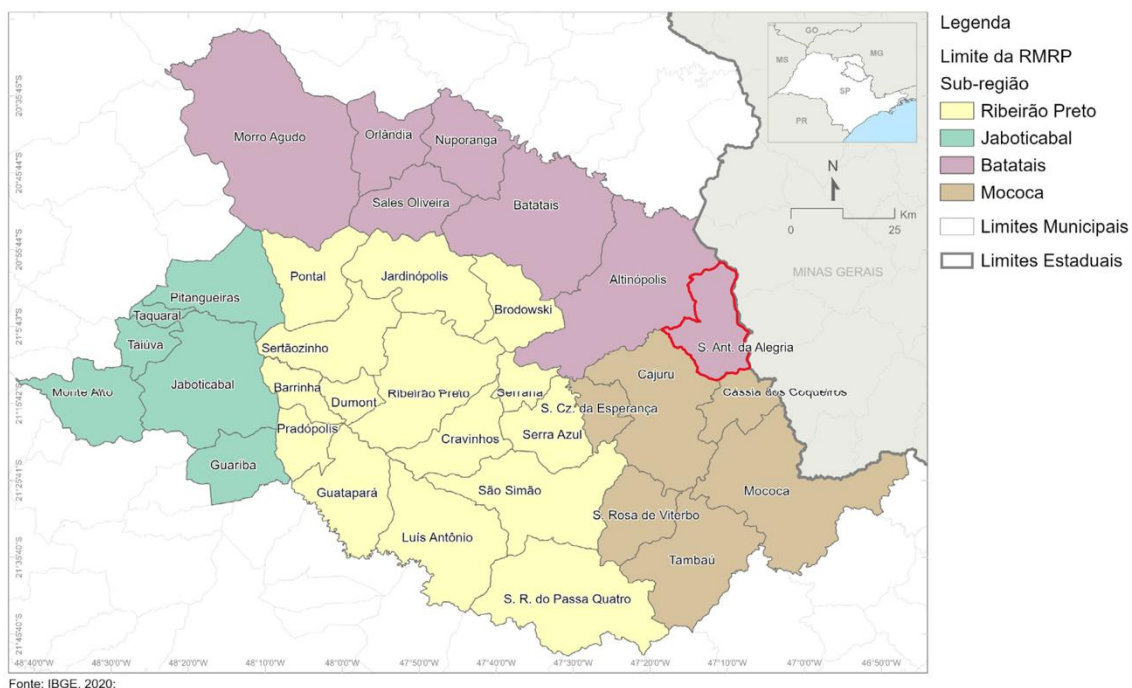 Legenda
Limite da RMRP
Sub-região
Ribeirão Preto
Jaboticabal
Batatais
Mococa
Limites Municipais
Limites Estaduais
GO
MG
MS
SP
PR
N
0 25 Km
MINAS GERAIS
Morro Agudo
Orlândia
Nuporanga
Sales Oliveira
Batatais
Altinópolis
S. Ant. da Alegria
Pitangueiras
Taquaral
Taiúva
Monte Alto
Jaboticabal
Guariba
Pontal
Jardinópolis
Brodowski
Sertãozinho
Barrinha
Dumont
Ribeirão Preto
Serrana
Pradópolis
Cravinhos
Serra Azul
Guatapará
São Simão
Luís Antônio
S. R. do Passa Quatro
Cajuru
S. Cz. da Esperança
Cássia dos Coqueiros
Mococa
S. Rosa de Viterbo
Tambaú
20°35'45"S
20°45'44"S
20°55'44"S
21°5'43"S
21°15'42"S
21°25'41"S
21°35'40"S
21°45'40"S
48°40'0"W 48°30'0"W 48°20'0"W 48°10'0"W 48°0'0"W 47°50'0"W 47°40'0"W 47°30'0"W 47°20'0"W 47°10'0"W 47°0'0"W 46°50'0"W
Fonte: IBGE, 2020;